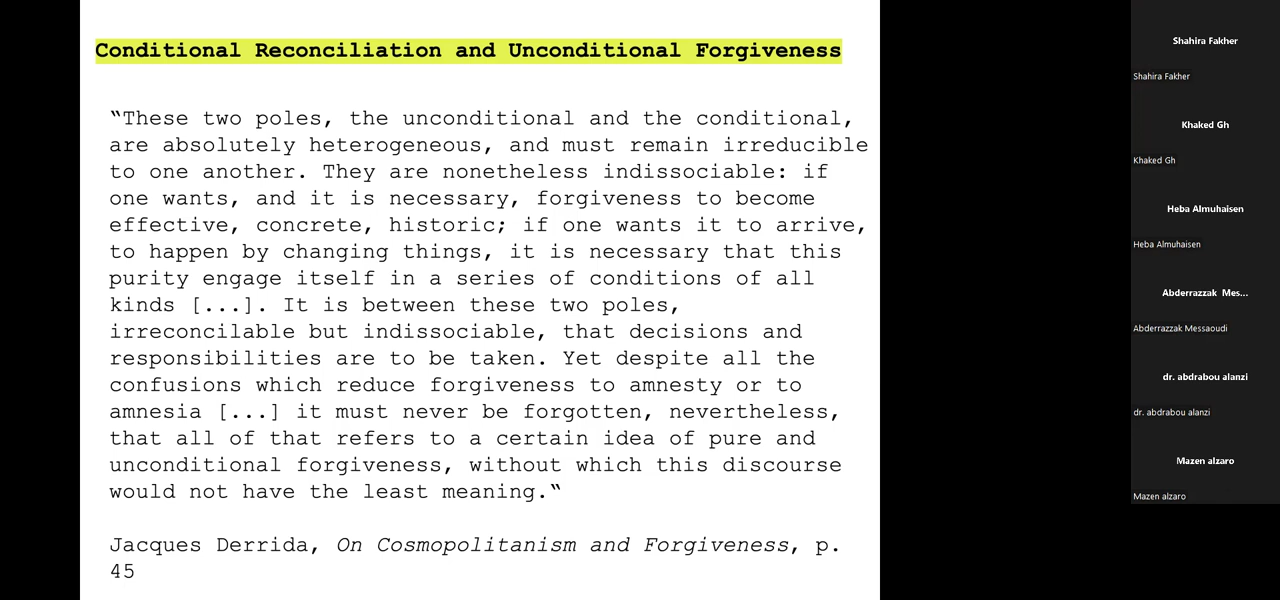 Conditional Reconciliation and Unconditional Forgiveness
“These two poles, the unconditional and the conditional,
are absolutely heterogeneous, and must remain irreducible
to one another. They are nonetheless indissociable: if
one wants, and it is necessary, forgiveness to become
effective, concrete, historic; if one wants it to arrive,
to happen by changing things, it is necessary that this
purity engage itself in a series of conditions of all
kinds [...]. It is between these two poles,
irreconcilable but indissociable, that decisions and
responsibilities are to be taken. Yet despite all the
confusions which reduce forgiveness to amnesty or to
amnesia [...] it must never be forgotten, nevertheless,
that all of that refers to a certain idea of pure and
unconditional forgiveness, without which this discourse
would not have the least meaning.“
Jacques Derrida, On Cosmopolitanism and Forgiveness, p.
45
Shahira Fakher
Shahira Fakher
Khaked Gh
Khaked Gh
Heba Almuhaisen
Heba Almuhaisen
Abderrazzak Mes...
Abderrazzak Messaoudi
dr. abdrabou alanzi
dr. abdrabou alanzi
Mazen alzaro
Mazen alzaro